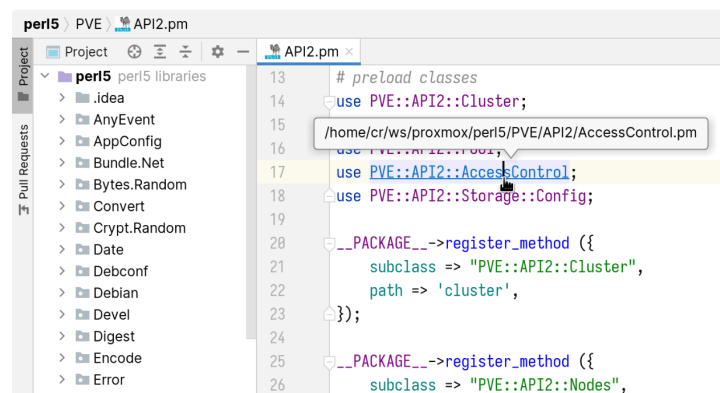 perl5 〉 PVE 〉 API2.pm
Project
API2.pm ×
Project
Pull Requests
perl5 perl5 libraries
.idea
AnyEvent
AppConfig
Bundle.Net
Bytes.Random
Convert
Crypt.Random
Date
Debconf
Debian
Devel
Digest
Encode
Error
13 # preload classes
14 use PVE::API2::Cluster;
15
/home/cr/ws/proxmox/perl5/PVE/API2/AccessControl.pm
use PVE::API2::Pool;
17 use PVE::API2::AccessControl;
18 use PVE::API2::Storage::Config;
19
20 __PACKAGE__->register_method ({
21 subclass => "PVE::API2::Cluster",
22 path => 'cluster',
23 });
24
25 __PACKAGE__->register_method ({
26 subclass => "PVE::API2::Nodes",